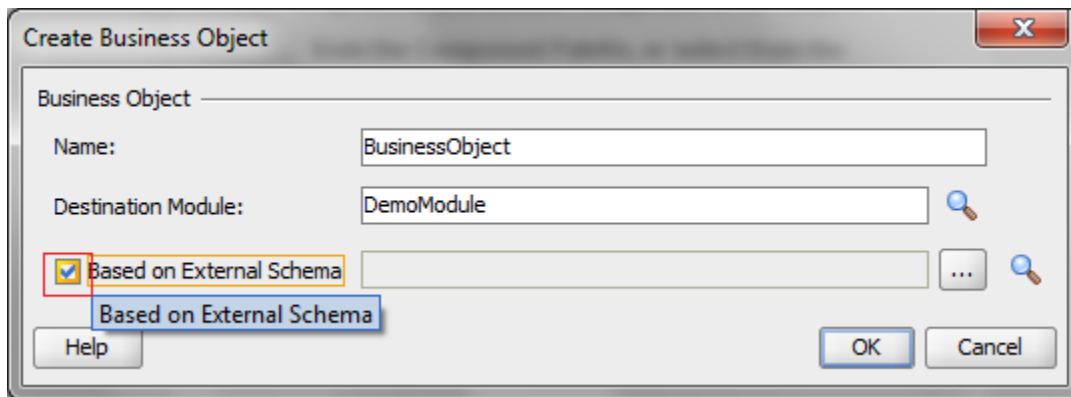 Create Business Object
Business Object
Name: BusinessObject
Destination Module: DemoModule
Based on External Schema ...
Based on External Schema
Help OK Cancel